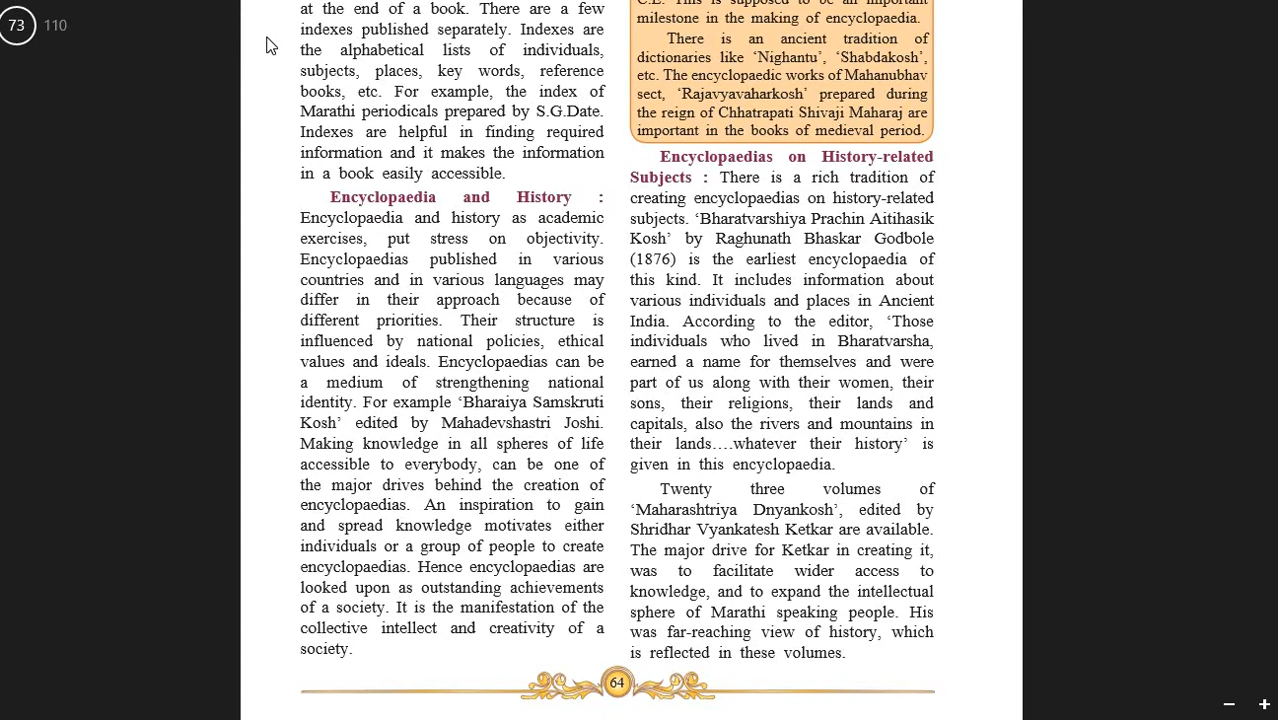 73 110
at the end of a book. There are a few
indexes published separately. Indexes are
the alphabetical lists of individuals,
subjects, places, key words, reference
books, etc. For example, the index of
Marathi periodicals prepared by S.G.Date.
Indexes are helpful in finding required
information and it makes the information
in a book easily accessible.
Encyclopaedia and History :
Encyclopaedia and history as academic
exercises, put stress on objectivity.
Encyclopaedias published in various
countries and in various languages may
differ in their approach because of
different priorities. Their structure is
influenced by national policies, ethical
values and ideals. Encyclopaedias can be
a medium of strengthening national
identity. For example ‘Bharaiya Samskruti
Kosh’ edited by Mahadevshastri Joshi.
Making knowledge in all spheres of life
accessible to everybody, can be one of
the major drives behind the creation of
encyclopaedias. An inspiration to gain
and spread knowledge motivates either
individuals or a group of people to create
encyclopaedias. Hence encyclopaedias are
looked upon as outstanding achievements
of a society. It is the manifestation of the
collective intellect and creativity of a
society.
C.E. This is supposed to be an important
milestone in the making of encyclopaedia.
There is an ancient tradition of
dictionaries like ‘Nighantu’, ‘Shabdakosh’,
etc. The encyclopaedic works of Mahanubhav
sect, ‘Rajavyavaharkosh’ prepared during
the reign of Chhatrapati Shivaji Maharaj are
important in the books of medieval period.
Encyclopaedias on History-related
Subjects : There is a rich tradition of
creating encyclopaedias on history-related
subjects. ‘Bharatvarshiya Prachin Aitihasik
Kosh’ by Raghunath Bhaskar Godbole
(1876) is the earliest encyclopaedia of
this kind. It includes information about
various individuals and places in Ancient
India. According to the editor, ‘Those
individuals who lived in Bharatvarsha,
earned a name for themselves and were
part of us along with their women, their
sons, their religions, their lands and
capitals, also the rivers and mountains in
their lands….whatever their history’ is
given in this encyclopaedia.
Twenty three volumes of
‘Maharashtriya Dnyankosh’, edited by
Shridhar Vyankatesh Ketkar are available.
The major drive for Ketkar in creating it,
was to facilitate wider access to
knowledge, and to expand the intellectual
sphere of Marathi speaking people. His
was far-reaching view of history, which
is reflected in these volumes.
64